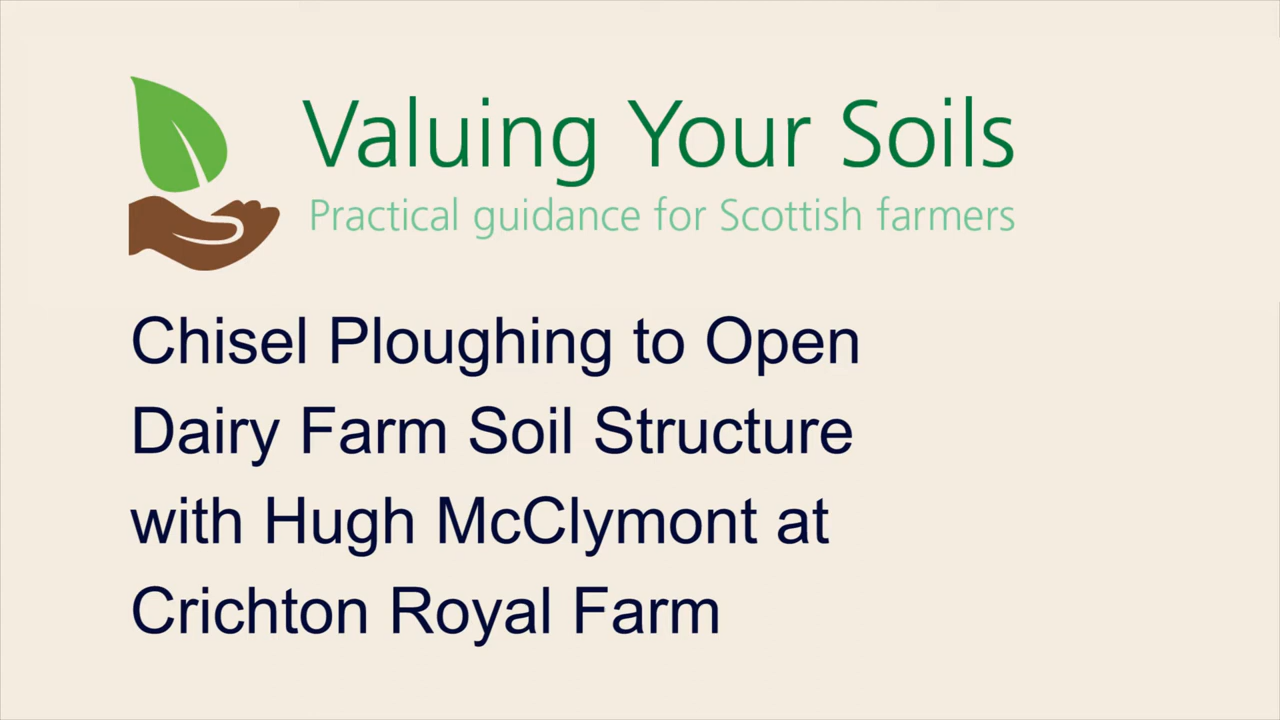 Valuing Your Soils
Practical guidance for Scottish farmers
Chisel Ploughing to Open
Dairy Farm Soil Structure
with Hugh McClymont at
Crichton Royal Farm